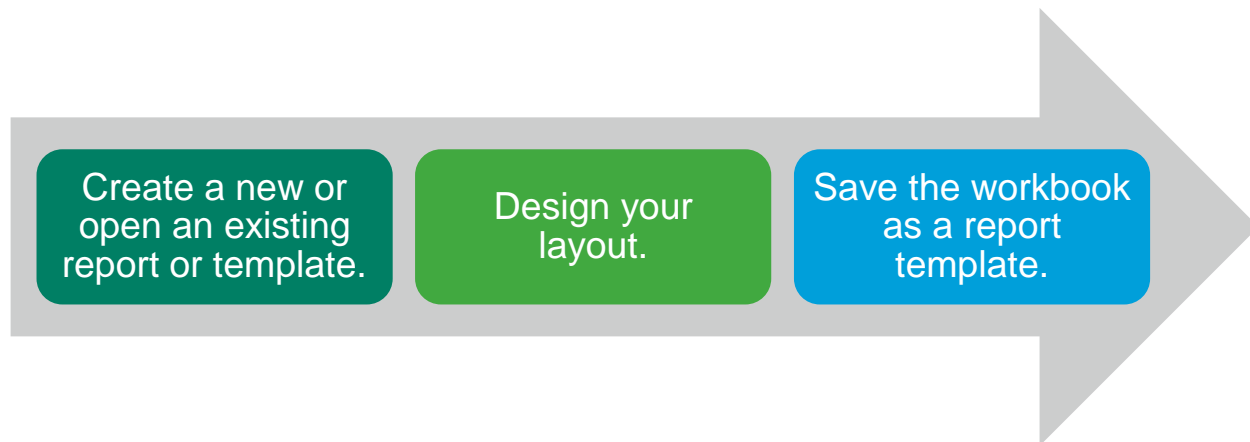 Create a new or
open an existing
report or template.
Design your
layout.
Save the workbook
as a report
template.